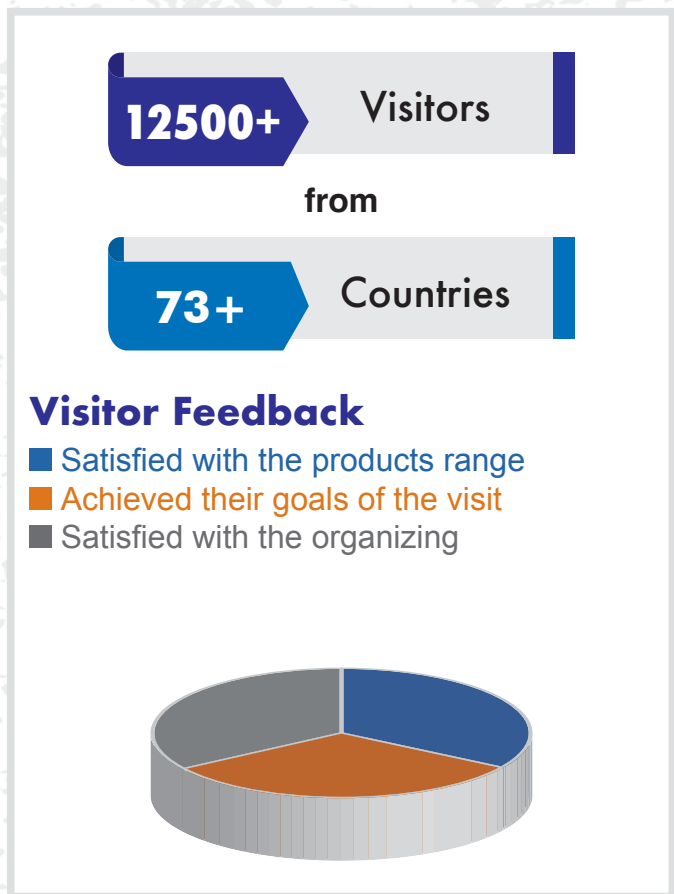 12500+ Visitors
from
73+ Countries
Visitor Feedback
Satisfied with the products range
Achieved their goals of the visit
Satisfied with the organizing